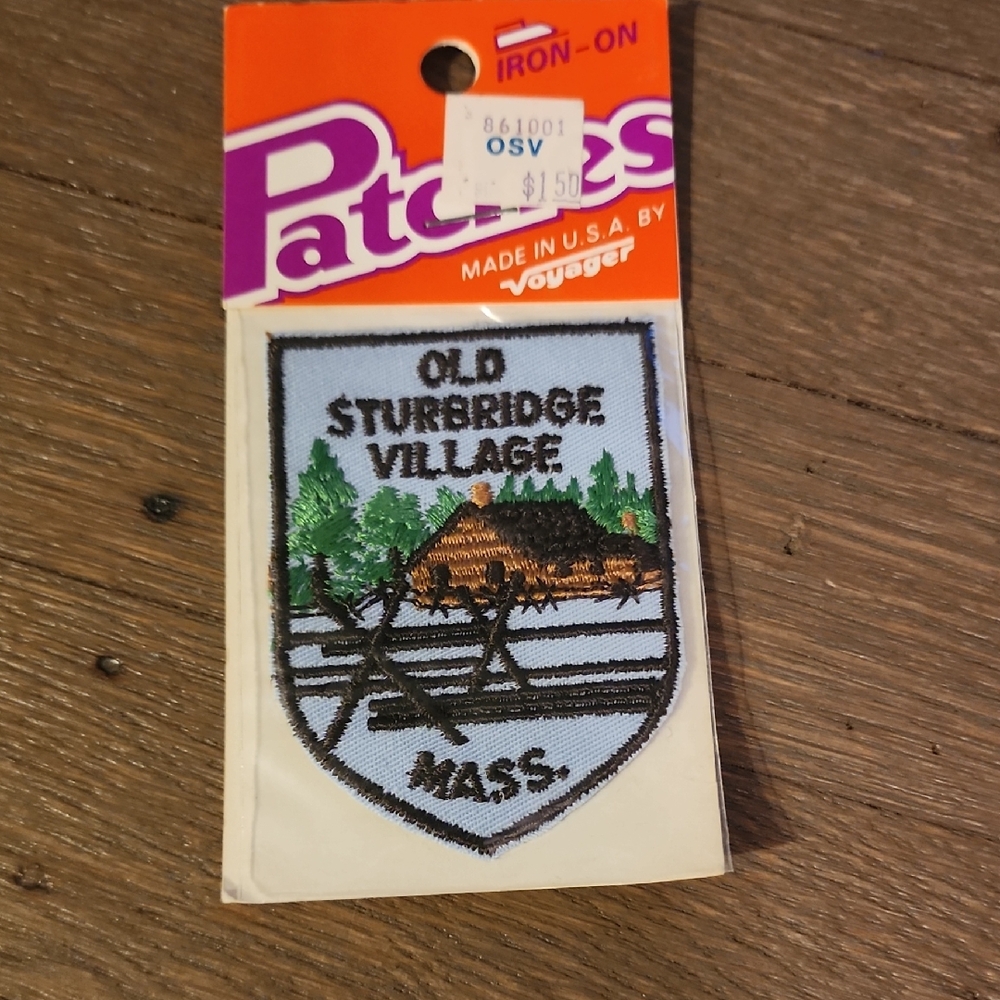 IRON-ON
Patches
861001
OSV
$1.50
MADE IN U.S.A. BY
Voyager
OLD
STURBRIDGE
VILLAGE
MASS.